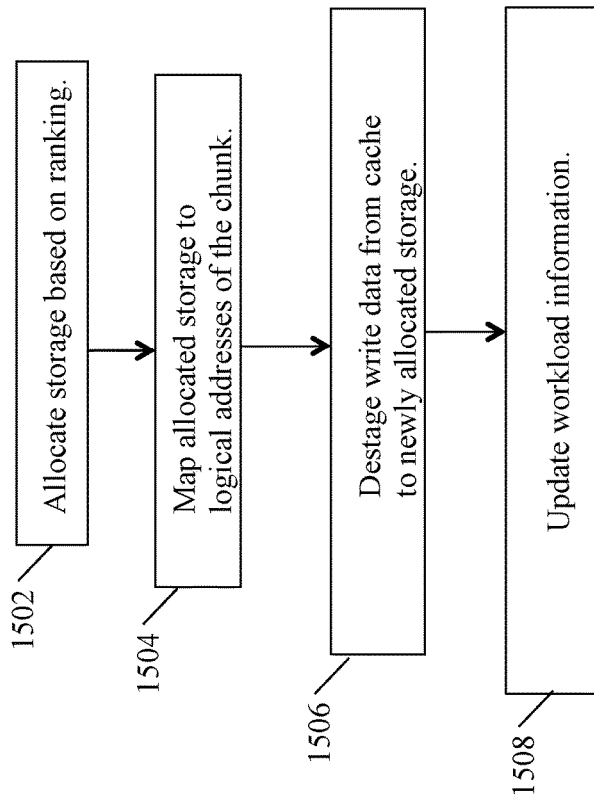 1502
Allocate storage based on ranking.
1504
Map allocated storage to
logical addresses of the chunk.
1506
Destage write data from cache
to newly allocated storage.
1508
Update workload information.